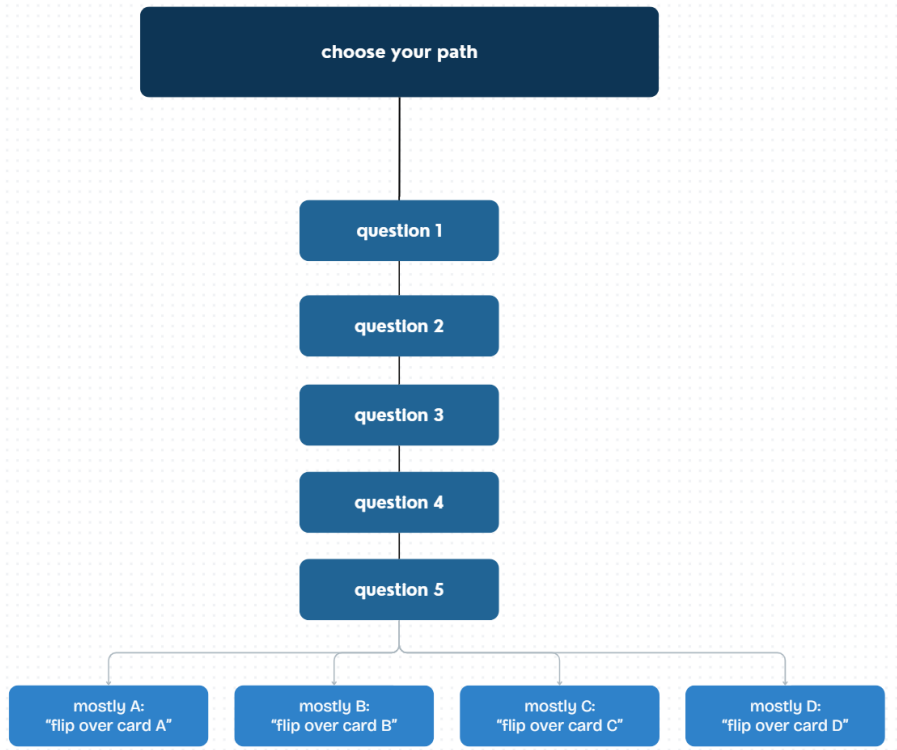 choose your path
question 1
question 2
question 3
question 4
question 5
mostly A:
“flip over card A”
mostly B:
“flip over card B”
mostly C:
“flip over card C”
mostly D:
“flip over card D”